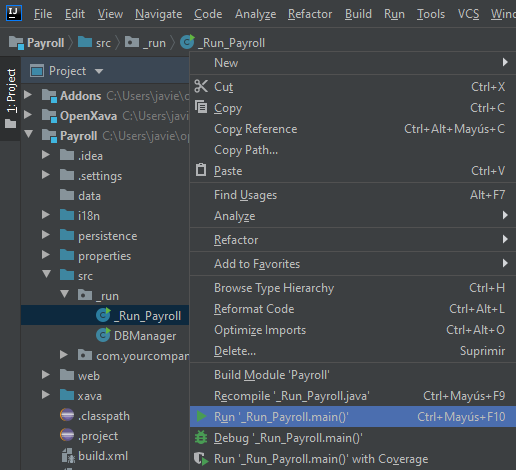 IJ File Edit View Navigate Code Analyze Refactor Build Run Tools VCS Window
Payroll src _run _Run_Payroll
1: Project
Project
Addons C:\Users\javie\o
OpenXava C:\Users\javie
Payroll C:\Users\javie\op
.idea
.settings
data
i18n
persistence
properties
src
_run
_Run_Payroll
DBManager
com.yourcompan
web
xava
.classpath
.project
build.xml
New
Cut Ctrl+X
Copy Ctrl+C
Copy Reference Ctrl+Alt+Mayús+C
Copy Path...
Paste Ctrl+V
Find Usages Alt+F7
Analyze
Refactor
Add to Favorites
Browse Type Hierarchy Ctrl+H
Reformat Code Ctrl+Alt+L
Optimize Imports Ctrl+Alt+O
Delete... Suprimir
Build Module 'Payroll'
Recompile '_Run_Payroll.java' Ctrl+Mayús+F9
Run '_Run_Payroll.main()' Ctrl+Mayús+F10
Debug '_Run_Payroll.main()'
Run '_Run_Payroll.main()' with Coverage